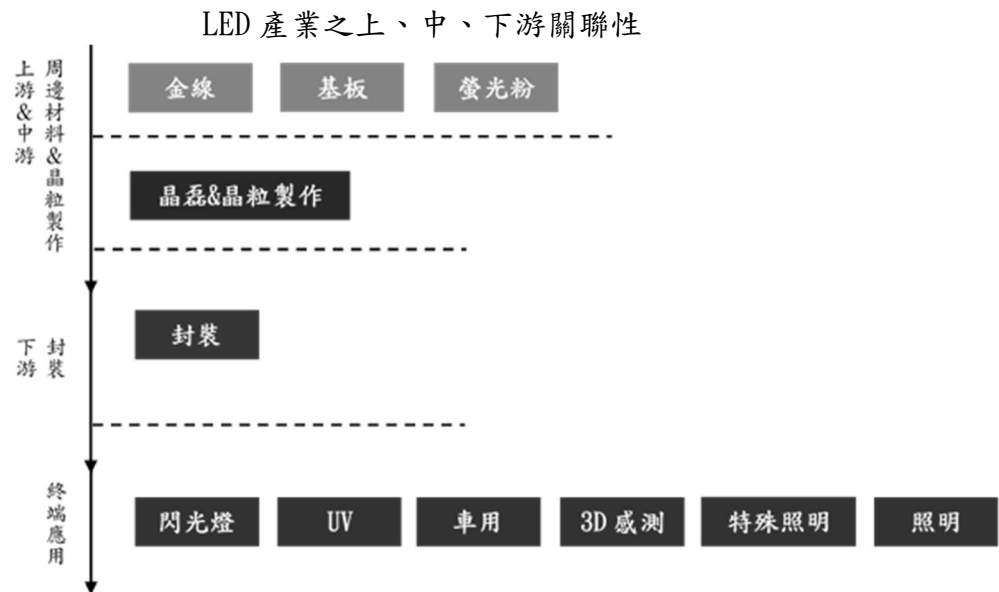 LED 產業之上、中、下游關聯性
上游&中游
周邊材料&晶粒製作
金線
基板
螢光粉
晶磊&晶粒製作
下游
封裝
封裝
終端應用
閃光燈
UV
車用
3D 感測
特殊照明
照明